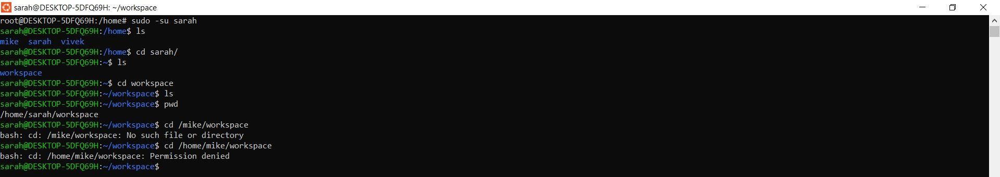 sarah@DESKTOP-5DFQ69H: ~/workspace
root@DESKTOP-5DFQ69H:/home# sudo -su sarah
sarah@DESKTOP-5DFQ69H:/home$ ls
mike  sarah  vivek
sarah@DESKTOP-5DFQ69H:/home$ cd sarah/
sarah@DESKTOP-5DFQ69H:~$ ls
workspace
sarah@DESKTOP-5DFQ69H:~$ cd workspace
sarah@DESKTOP-5DFQ69H:~/workspace$ ls
sarah@DESKTOP-5DFQ69H:~/workspace$ pwd
/home/sarah/workspace
sarah@DESKTOP-5DFQ69H:~/workspace$ cd /mike/workspace
bash: cd: /mike/workspace: No such file or directory
sarah@DESKTOP-5DFQ69H:~/workspace$ cd /home/mike/workspace
bash: cd: /home/mike/workspace: Permission denied
sarah@DESKTOP-5DFQ69H:~/workspace$